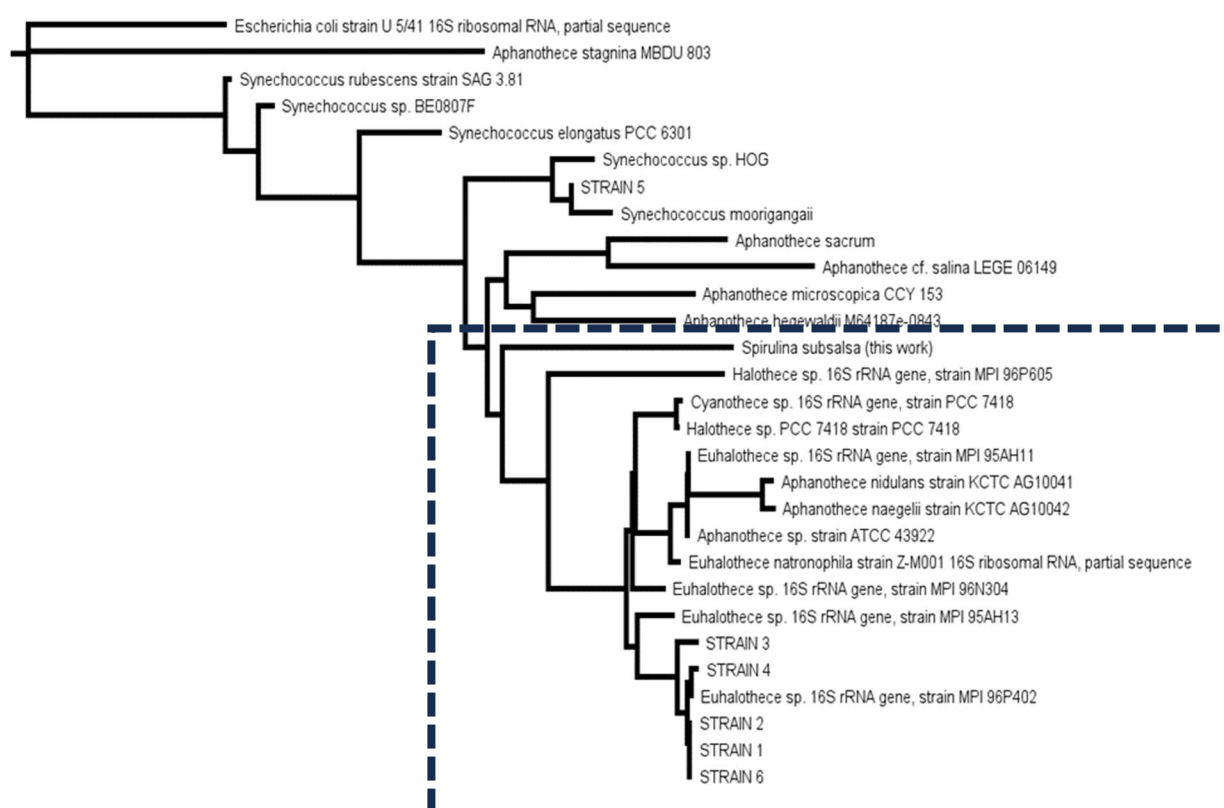 Escherichia coli strain U 5/41 16S ribosomal RNA, partial sequence
Aphanothece stagnina MBDU 803
Synechococcus rubescens strain SAG 3.81
Synechococcus sp. BE0807F
Synechococcus elongatus PCC 6301
Synechococcus sp. HOG
STRAIN 5
Synechococcus moorigangaii
Aphanothece sacrum
Aphanothece cf. salina LEGE 06149
Aphanothece microscopica CCY 153
Aphanothece hegewaldii M64187e-0843
Spirulina subsalsa (this work)
Halothece sp. 16S rRNA gene, strain MPI 96P605
Cyanothece sp. 16S rRNA gene, strain PCC 7418
Halothece sp. PCC 7418 strain PCC 7418
Euhalothece sp. 16S rRNA gene, strain MPI 95AH11
Aphanothece nidulans strain KCTC AG10041
Aphanothece naegelii strain KCTC AG10042
Aphanothece sp. strain ATCC 43922
Euhalothece natronophila strain Z-M001 16S ribosomal RNA, partial sequence
Euhalothece sp. 16S rRNA gene, strain MPI 96N304
Euhalothece sp. 16S rRNA gene, strain MPI 95AH13
STRAIN 3
STRAIN 4
Euhalothece sp. 16S rRNA gene, strain MPI 96P402
STRAIN 2
STRAIN 1
STRAIN 6